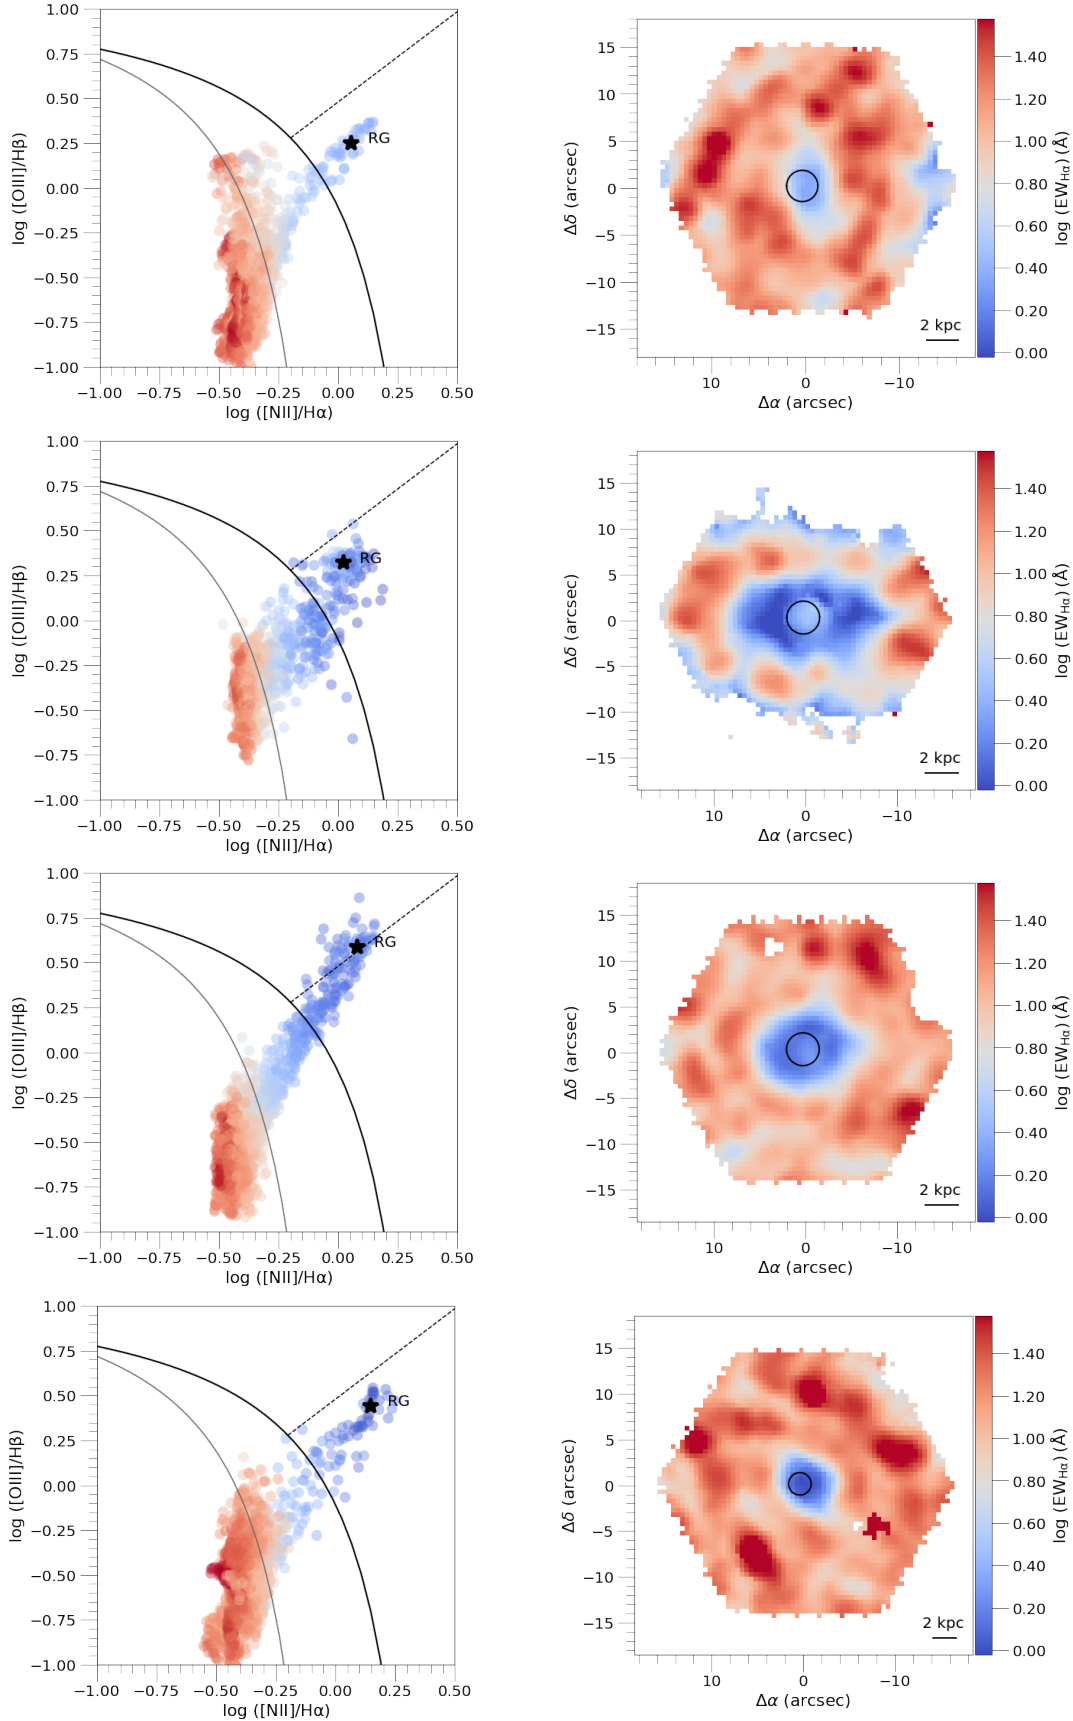 1.00
0.75
0.50
0.25
0.00
−0.25
−0.50
−0.75
−1.00
log ([OIII]/Hβ)
RG
−1.00 −0.75 −0.50 −0.25 0.00 0.25 0.50
log ([NII]/Hα)
15
10
5
0
−5
−10
−15
Δδ (arcsec)
2 kpc
10 0 −10
Δα (arcsec)
1.40
1.20
1.00
0.80
0.60
0.40
0.20
0.00
log (EWHα) (Å)
1.00
0.75
0.50
0.25
0.00
−0.25
−0.50
−0.75
−1.00
log ([OIII]/Hβ)
RG
−1.00 −0.75 −0.50 −0.25 0.00 0.25 0.50
log ([NII]/Hα)
15
10
5
0
−5
−10
−15
Δδ (arcsec)
2 kpc
10 0 −10
Δα (arcsec)
1.40
1.20
1.00
0.80
0.60
0.40
0.20
0.00
log (EWHα) (Å)
1.00
0.75
0.50
0.25
0.00
−0.25
−0.50
−0.75
−1.00
log ([OIII]/Hβ)
RG
−1.00 −0.75 −0.50 −0.25 0.00 0.25 0.50
log ([NII]/Hα)
15
10
5
0
−5
−10
−15
Δδ (arcsec)
2 kpc
10 0 −10
Δα (arcsec)
1.40
1.20
1.00
0.80
0.60
0.40
0.20
0.00
log (EWHα) (Å)
1.00
0.75
0.50
0.25
0.00
−0.25
−0.50
−0.75
−1.00
log ([OIII]/Hβ)
RG
−1.00 −0.75 −0.50 −0.25 0.00 0.25 0.50
log ([NII]/Hα)
15
10
5
0
−5
−10
−15
Δδ (arcsec)
2 kpc
10 0 −10
Δα (arcsec)
1.40
1.20
1.00
0.80
0.60
0.40
0.20
0.00
log (EWHα) (Å)